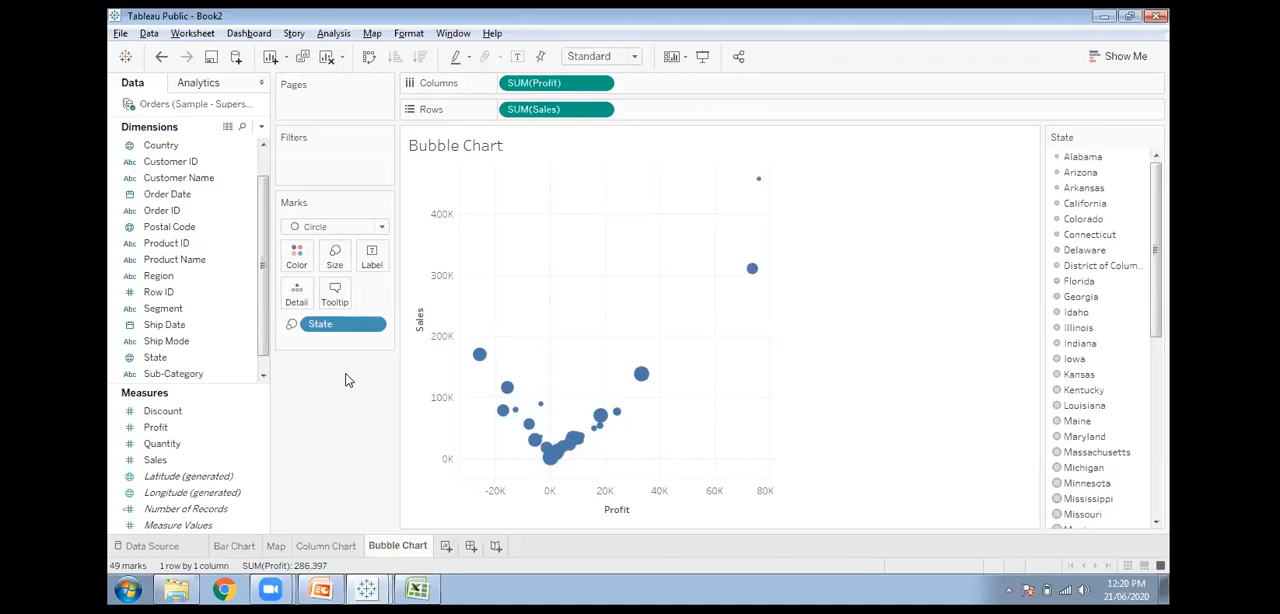 Tableau Public - Book2
File Data Worksheet Dashboard Story Analysis Map Format Window Help
Standard
Show Me
Data Analytics
Orders (Sample - Supers...
Dimensions
Country
Customer ID
Customer Name
Order Date
Order ID
Postal Code
Product ID
Product Name
Region
Row ID
Segment
Ship Date
Ship Mode
State
Sub-Category
Measures
Discount
Profit
Quantity
Sales
Latitude (generated)
Longitude (generated)
Number of Records
Measure Values
Pages
Filters
Marks
Circle
Color Size Label
Detail Tooltip
State
Columns SUM(Profit)
Rows SUM(Sales)
Bubble Chart
400K
300K
200K
100K
0K
Sales
-20K 0K 20K 40K 60K 80K
Profit
State
Alabama
Arizona
Arkansas
California
Colorado
Connecticut
Delaware
District of Colum...
Florida
Georgia
Idaho
Illinois
Indiana
Iowa
Kansas
Kentucky
Louisiana
Maine
Maryland
Massachusetts
Michigan
Minnesota
Mississippi
Missouri
Data Source Bar Chart Map Column Chart Bubble Chart
49 marks 1 row by 1 column SUM(Profit): 286,397
12:20 PM
21/06/2020